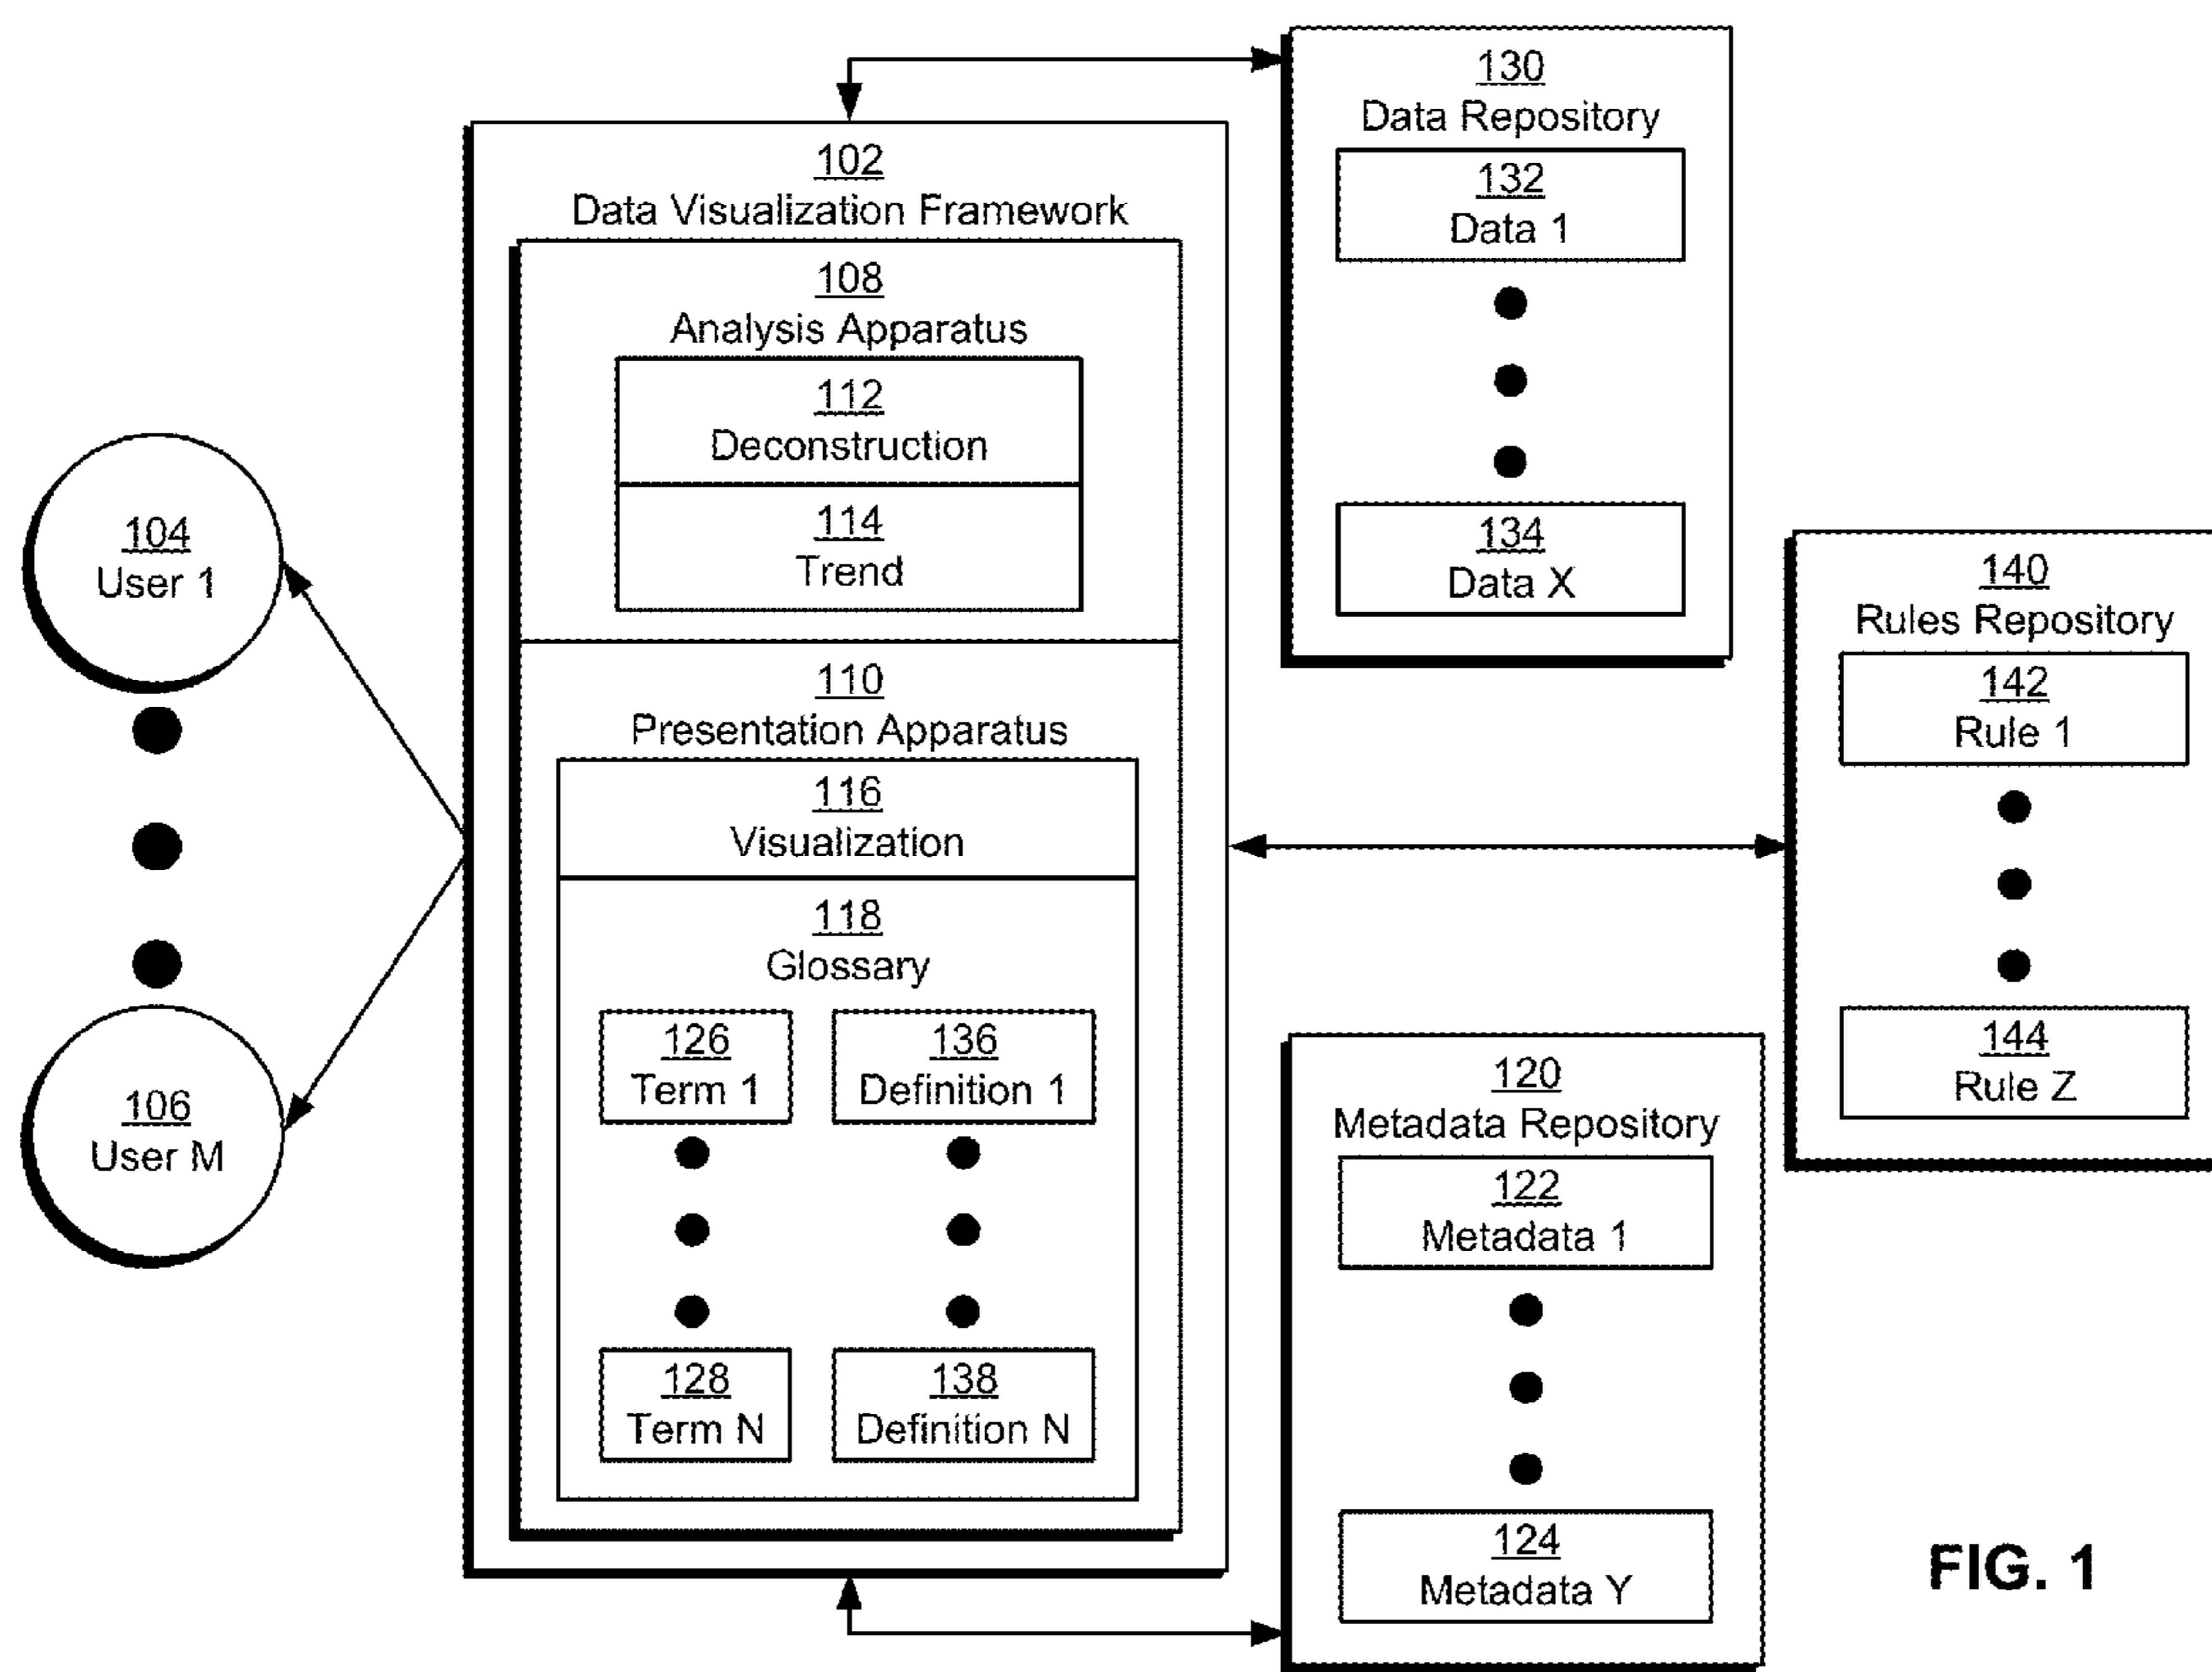 104
User 1
106
User M
102
Data Visualization Framework
108
Analysis Apparatus
112
Deconstruction
114
Trend
110
Presentation Apparatus
116
Visualization
118
Glossary
126
Term 1
136
Definition 1
128
Term N
138
Definition N
130
Data Repository
132
Data 1
134
Data X
140
Rules Repository
142
Rule 1
144
Rule Z
120
Metadata Repository
122
Metadata 1
124
Metadata Y
FIG. 1